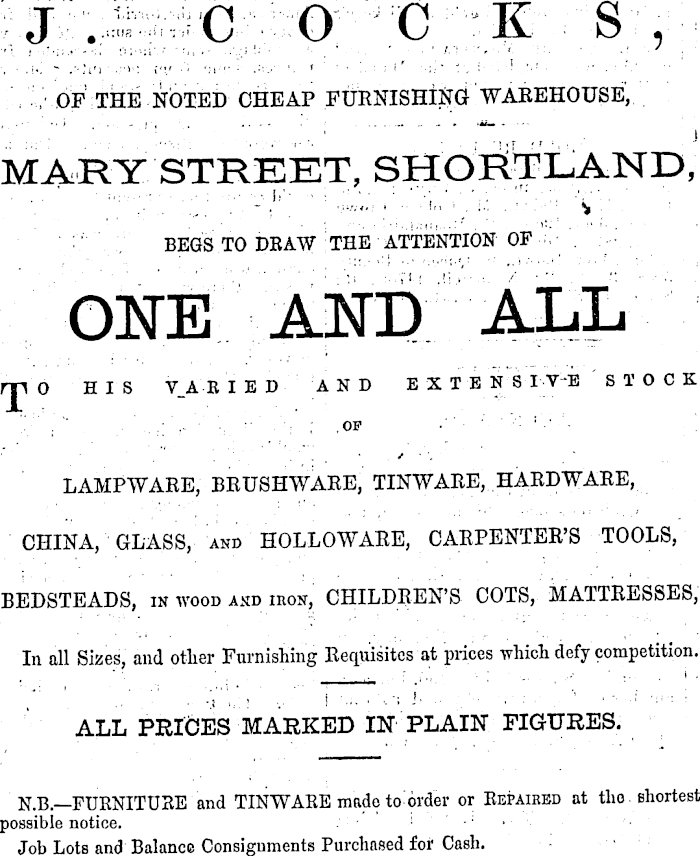 J. COCKS,
OF THE NOTED CHEAP FURNISHING WAREHOUSE,
MARY STREET, SHORTLAND,
BEGS TO DRAW THE ATTENTION OF
ONE AND ALL
TO HIS VARIED AND EXTENSIVE STOCK
OF
LAMPWARE, BRUSHWARE, TINWARE, HARDWARE,
CHINA, GLASS, AND HOLLOWARE, CARPENTER'S TOOLS,
BEDSTEADS, IN WOOD AND IRON, CHILDREN'S COTS, MATTRESSES,
In all Sizes, and other Furnishing Requisites at prices which defy competition.
ALL PRICES MARKED IN PLAIN FIGURES.
N.B.—FURNITURE and TINWARE made to order or REPAIRED at the shortest
possible notice.
Job Lots and Balance Consignments Purchased for Cash.